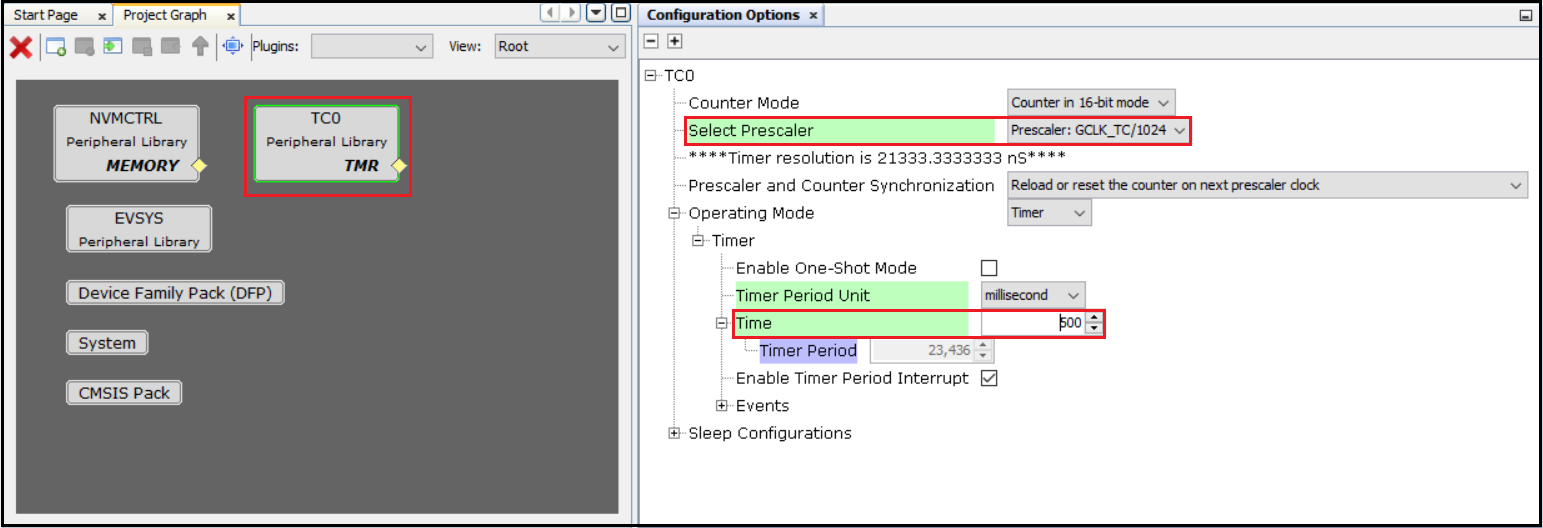 Start Page x Project Graph x
Plugins: View: Root
NVMCTRL
Peripheral Library
MEMORY
TC0
Peripheral Library
TMR
EVSYS
Peripheral Library
Device Family Pack (DFP)
System
CMSIS Pack
Configuration Options x
TC0
Counter Mode Counter in 16-bit mode
Select Prescaler Prescaler: GCLK_TC/1024
****Timer resolution is 21333.3333333 nS****
Prescaler and Counter Synchronization Reload or reset the counter on next prescaler clock
Operating Mode Timer
Timer
Enable One-Shot Mode
Timer Period Unit millisecond
Time 500
Timer Period 23,436
Enable Timer Period Interrupt
Events
Sleep Configurations